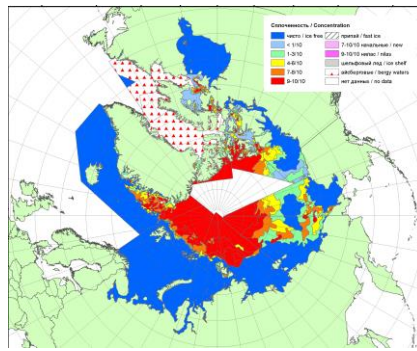 Сплоченность / Concentration
чисто / ice free
< 1/10
1-3/10
4-6/10
7-8/10
9-10/10
припай / fast ice
7-10/10 начальные / new
9-10/10 нилас / nilas
шельфовый лед / ice shelf
айсберговые / bergy waters
нет данных / no data